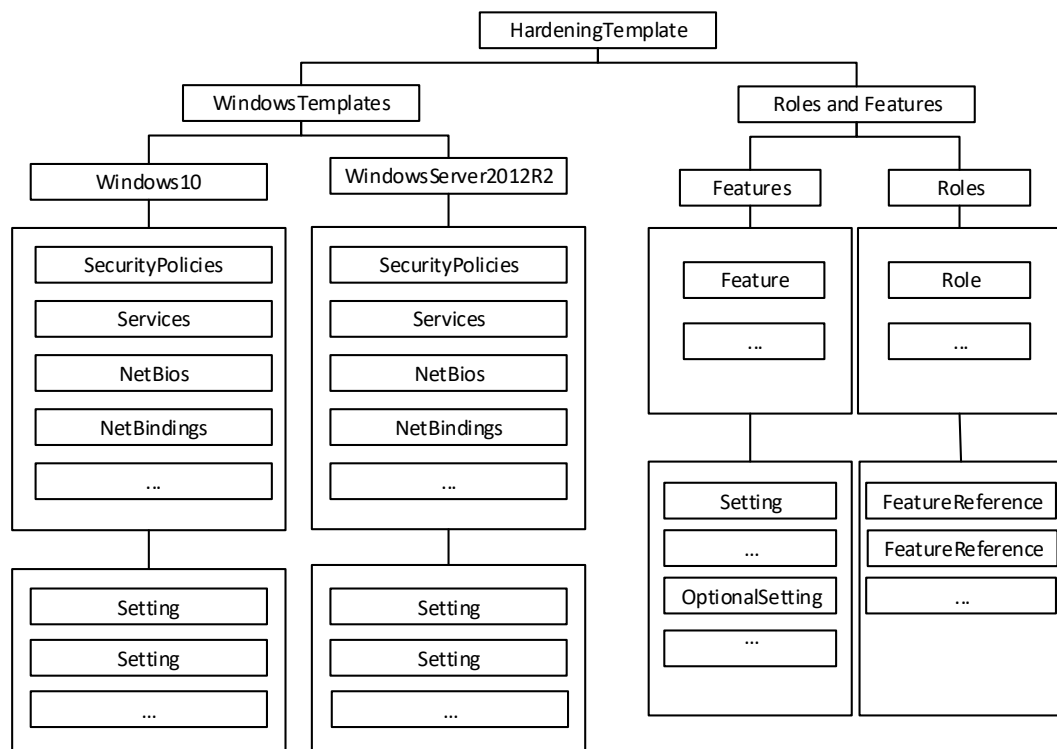 HardeningTemplate
WindowsTemplates
Roles and Features
Windows10
WindowsServer2012R2
Features
Roles
SecurityPolicies
Services
NetBios
NetBindings
...
SecurityPolicies
Services
NetBios
NetBindings
...
Feature
...
Role
...
Setting
Setting
...
Setting
Setting
...
Setting
...
OptionalSetting
...
FeatureReference
FeatureReference
...